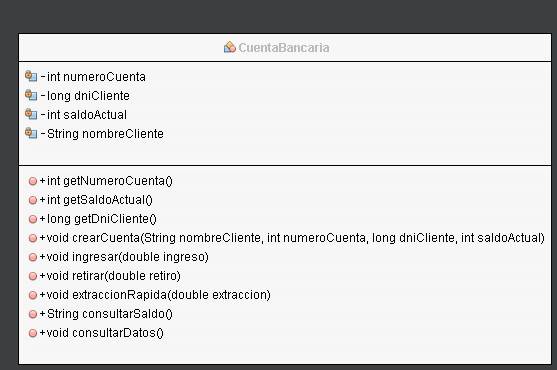 CuentaBancaria
-int numeroCuenta
-long dniCliente
-int saldoActual
-String nombreCliente
+int getNumeroCuenta()
+int getSaldoActual()
+long getDniCliente()
+void crearCuenta(String nombreCliente, int numeroCuenta, long dniCliente, int saldoActual)
+void ingresar(double ingreso)
+void retirar(double retiro)
+void extraccionRapida(double extraccion)
+String consultarSaldo()
+void consultarDatos()